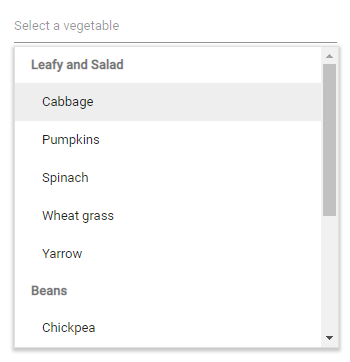 Select a vegetable
Leafy and Salad
Cabbage
Pumpkins
Spinach
Wheat grass
Yarrow
Beans
Chickpea